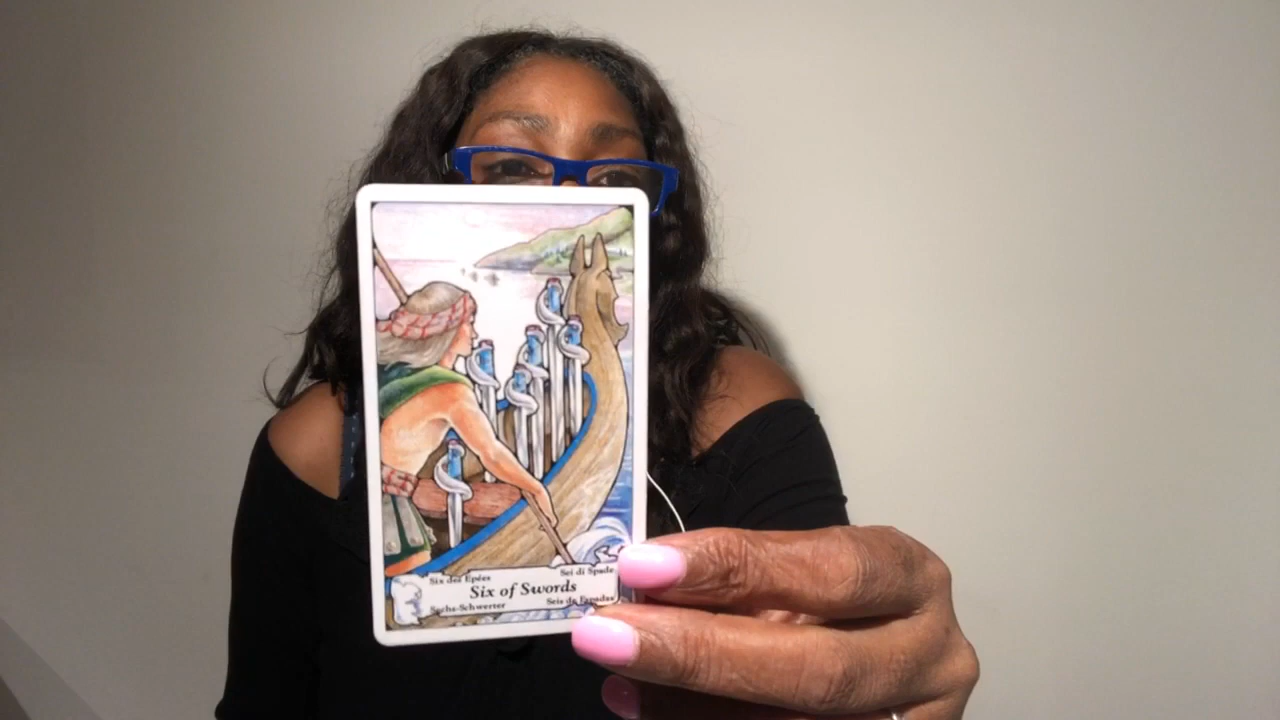 Six des Epées Sei di Spade
Six of Swords
Sechs-Schwerter Seis de Espadas